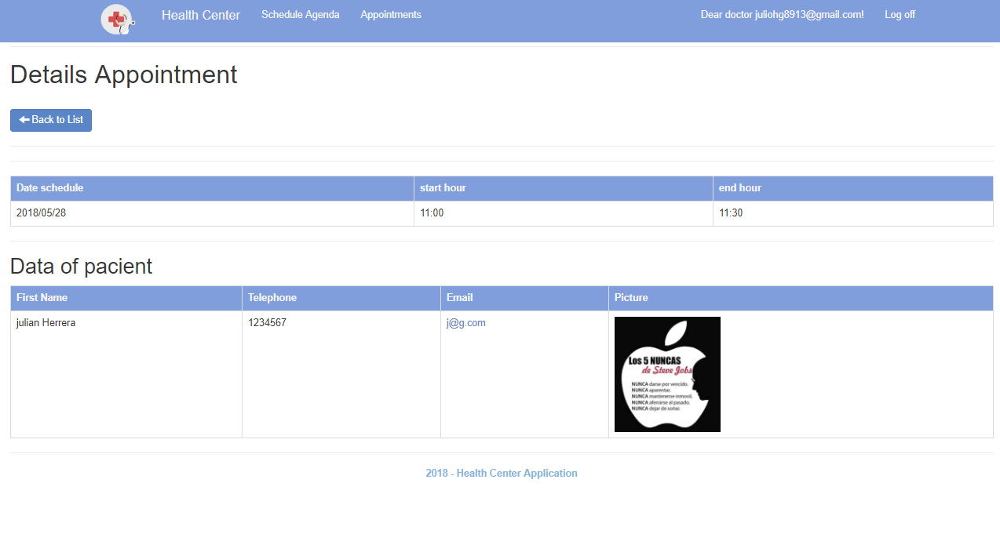 Health Center Schedule Agenda Appointments Dear doctor juliohg8913@gmail.com! Log off
Details Appointment
Back to List
Date schedule start hour end hour
2018/05/28 11:00 11:30
Data of pacient
First Name Telephone Email Picture
julian Herrera 1234567 j@g.com
Los 5 NUNCAS
de Steve Jobs
NUNCA darse por vencido.
NUNCA aparentar.
NUNCA mantenerse inmovil.
NUNCA aferrarse al pasado.
NUNCA dejar de soñar.
2018 - Health Center Application